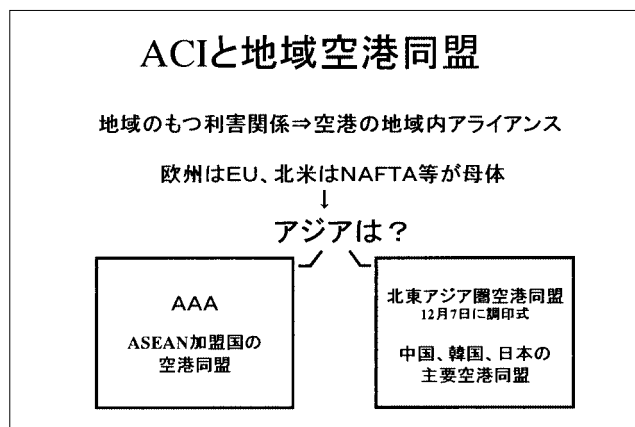 ACIと地域空港同盟
地域のもつ利害関係⇒空港の地域内アライアンス
欧州はEU、北米はNAFTA等が母体
↓
アジアは？
AAA
ASEAN加盟国の
空港同盟
北東アジア圏空港同盟
12月7日に調印式
中国、韓国、日本の
主要空港同盟